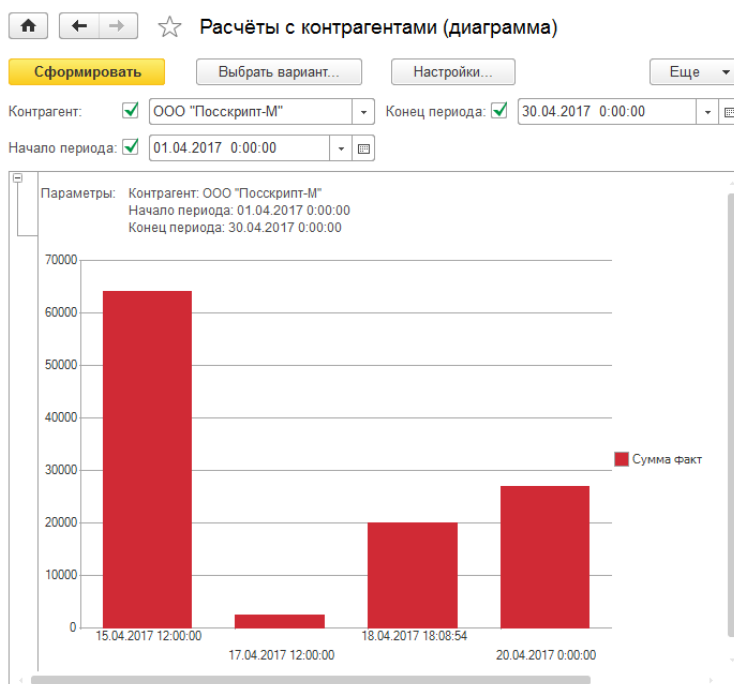 Расчёты с контрагентами (диаграмма)
Сформировать Выбрать вариант... Настройки... Еще
Контрагент: ООО "Посскрипт-М" Конец периода: 30.04.2017 0:00:00
Начало периода: 01.04.2017 0:00:00
Параметры: Контрагент: ООО "Посскрипт-М"
Начало периода: 01.04.2017 0:00:00
Конец периода: 30.04.2017 0:00:00
70000
60000
50000
40000
30000
Сумма факт
20000
10000
0
15.04.2017 12:00:00 18.04.2017 18:08:54
17.04.2017 12:00:00 20.04.2017 0:00:00